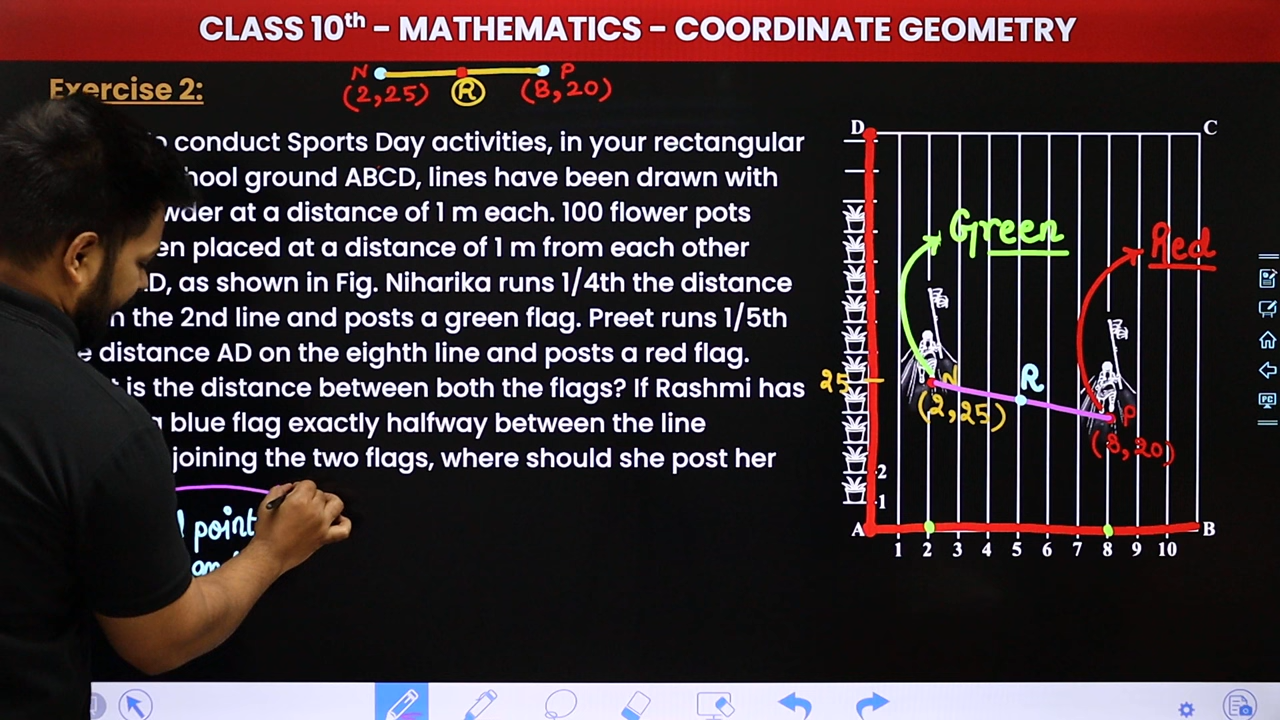 CLASS 10th - MATHEMATICS - COORDINATE GEOMETRY
Exercise 2:
N P
(2,25) R (8,20)
conduct Sports Day activities, in your rectangular
ground ABCD, lines have been drawn with
at a distance of 1 m each. 100 flower pots
placed at a distance of 1 m from each other
as shown in Fig. Niharika runs 1/4th the distance
the 2nd line and posts a green flag. Preet runs 1/5th
distance AD on the eighth line and posts a red flag.
is the distance between both the flags? If Rashmi has
blue flag exactly halfway between the line
joining the two flags, where should she post her
point
D C
Green Red
25 N R
(2,25) P
(8,20)
2
1
A B
1 2 3 4 5 6 7 8 9 10
PC